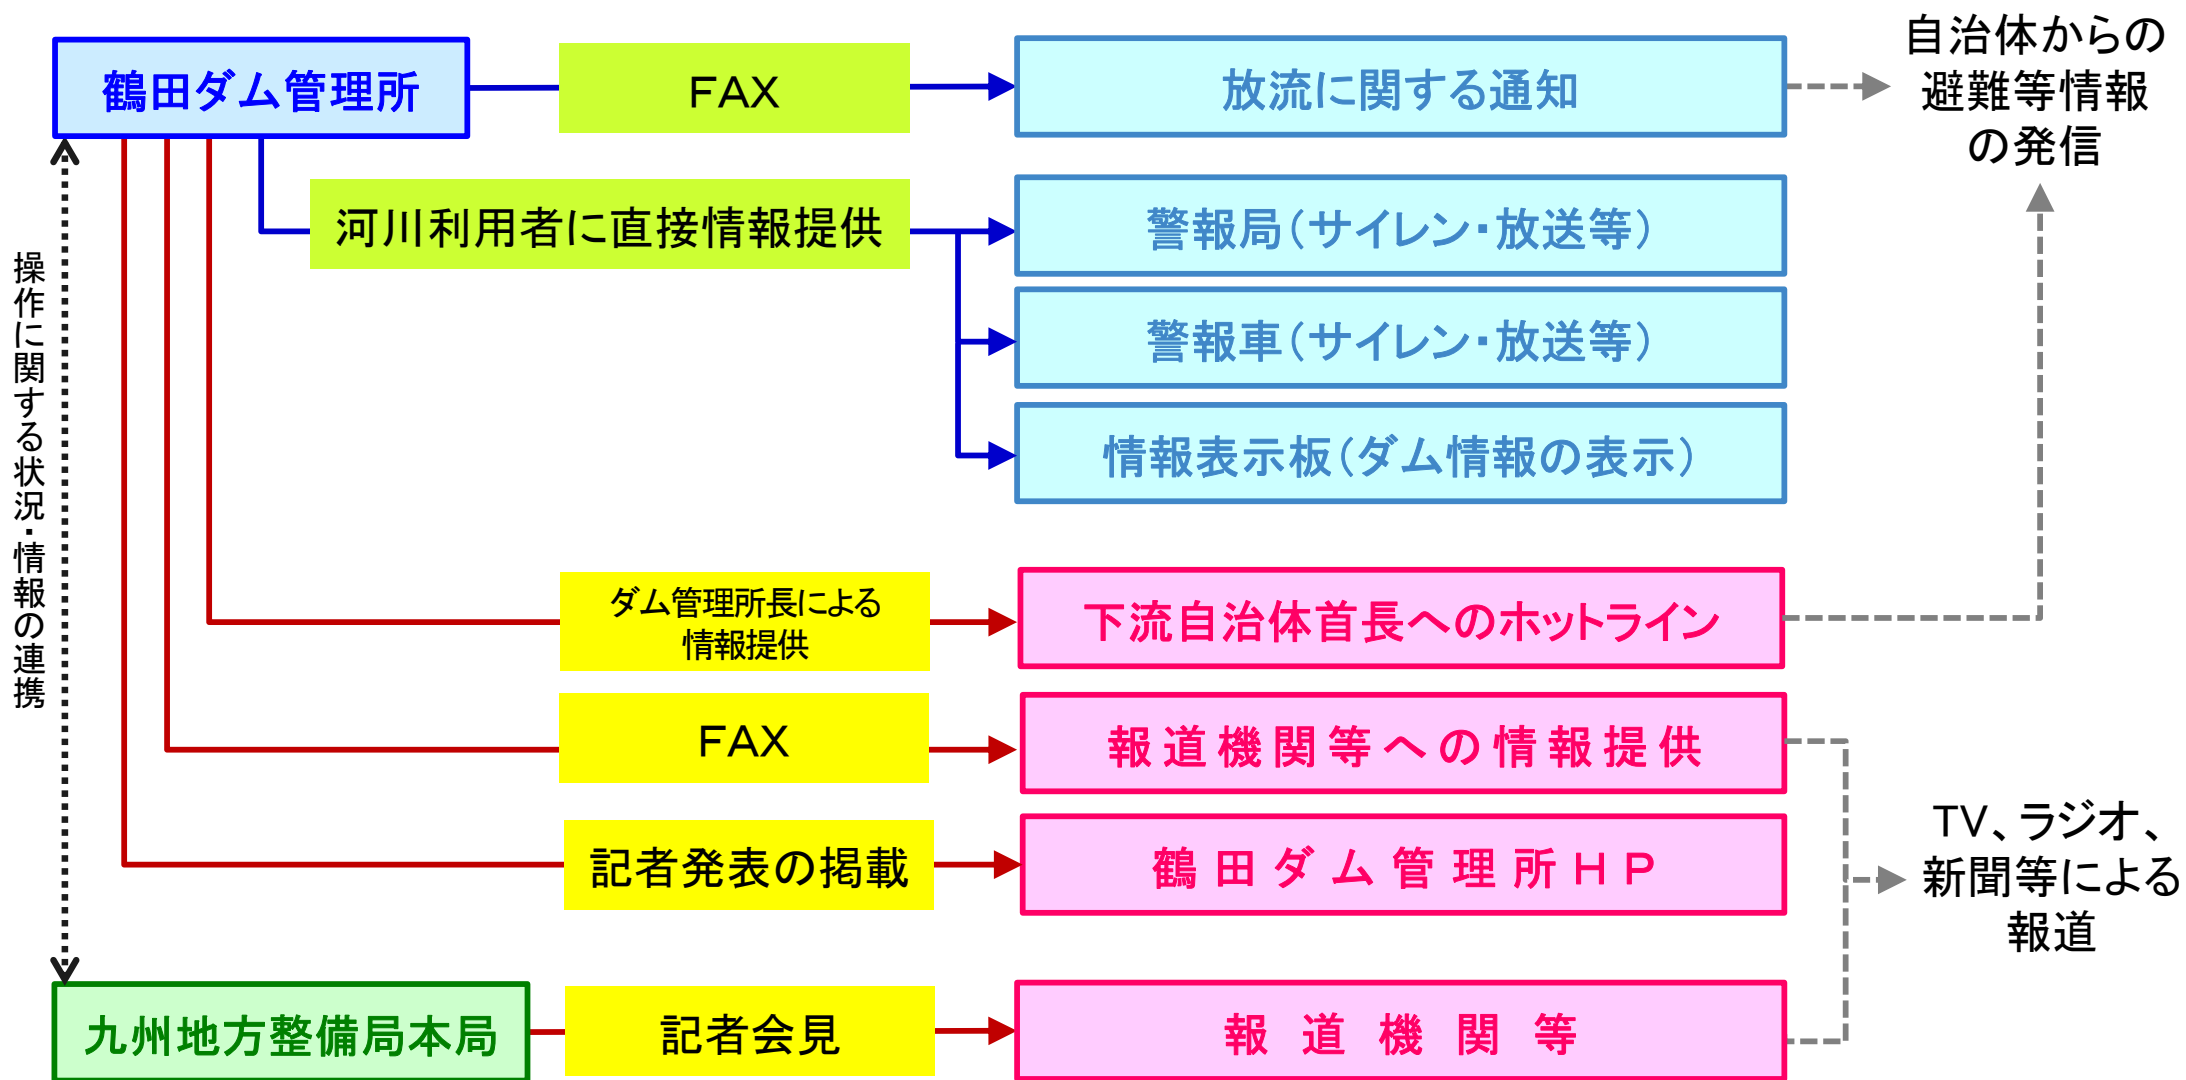 鶴田ダム管理所
FAX
放流に関する通知
自治体からの
避難等情報
の発信
河川利用者に直接情報提供
警報局(サイレン・放送等)
警報車(サイレン・放送等)
情報表示板(ダム情報の表示)
操作に関する状況・情報の連携
ダム管理所長による
情報提供
下流自治体首長へのホットライン
FAX
報道機関等への情報提供
記者発表の掲載
鶴田ダム管理所HP
TV、ラジオ、
新聞等による
報道
九州地方整備局本局
記者会見
報道機関等